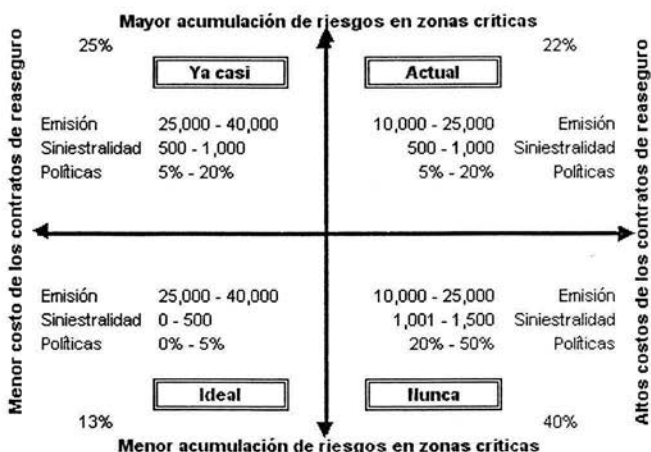 Mayor acumulación de riesgos en zonas criticas
25% 22%
Ya casi Actual
Emisión 25,000 - 40,000 10,000 - 25,000 Emisión
Siniestralidad 500 - 1,000 500 - 1,000 Siniestralidad
Políticas 5% - 20% 5% - 20% Políticas
Menor costo de los contratos de reaseguro
Altos costos de los contratos de reaseguro
Emisión 25,000 - 40,000 10,000 - 25,000 Emisión
Siniestralidad 0 - 500 1,001 - 1,500 Siniestralidad
Políticas 0% - 5% 20% - 50% Políticas
Ideal Nunca
13% 40%
Menor acumulación de riesgos en zonas criticas